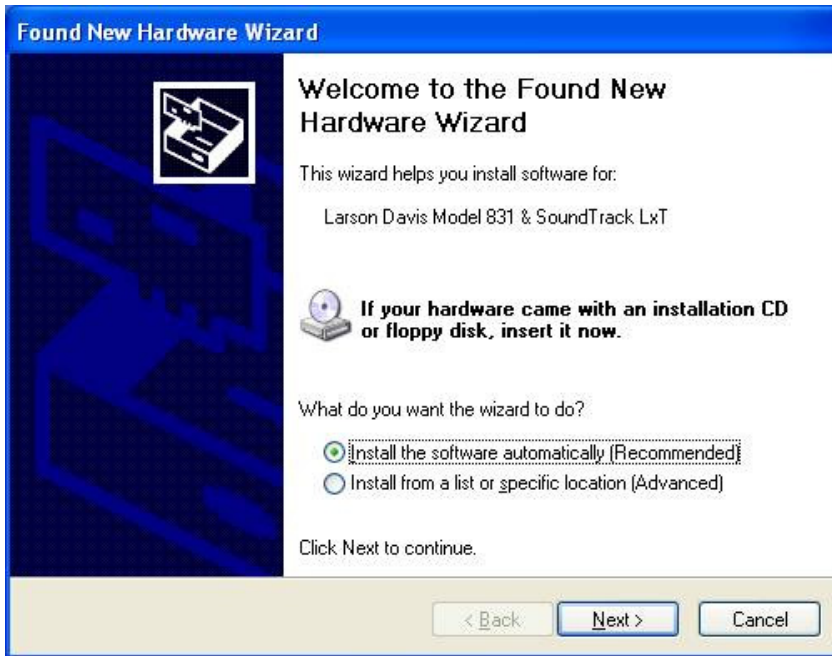 Found New Hardware Wizard
Welcome to the Found New
Hardware Wizard
This wizard helps you install software for:
Larson Davis Model 831 & SoundTrack LxT
If your hardware came with an installation CD
or floppy disk, insert it now.
What do you want the wizard to do?
Install the software automatically (Recommended)
Install from a list or specific location (Advanced)
Click Next to continue.
< Back Next > Cancel